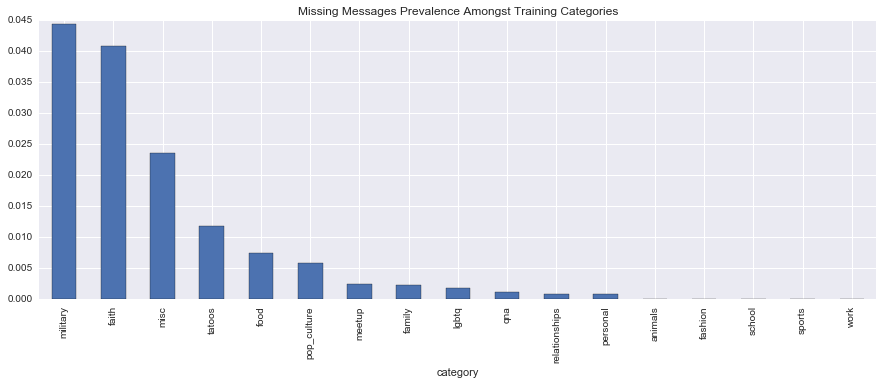 Missing Messages Prevalence Amongst Training Categories
0.045
0.040
0.035
0.030
0.025
0.020
0.015
0.010
0.005
0.000
military
faith
misc
tatoos
food
pop_culture
meetup
family
lgbtq
qna
relationships
personal
animals
fashion
school
sports
work
category